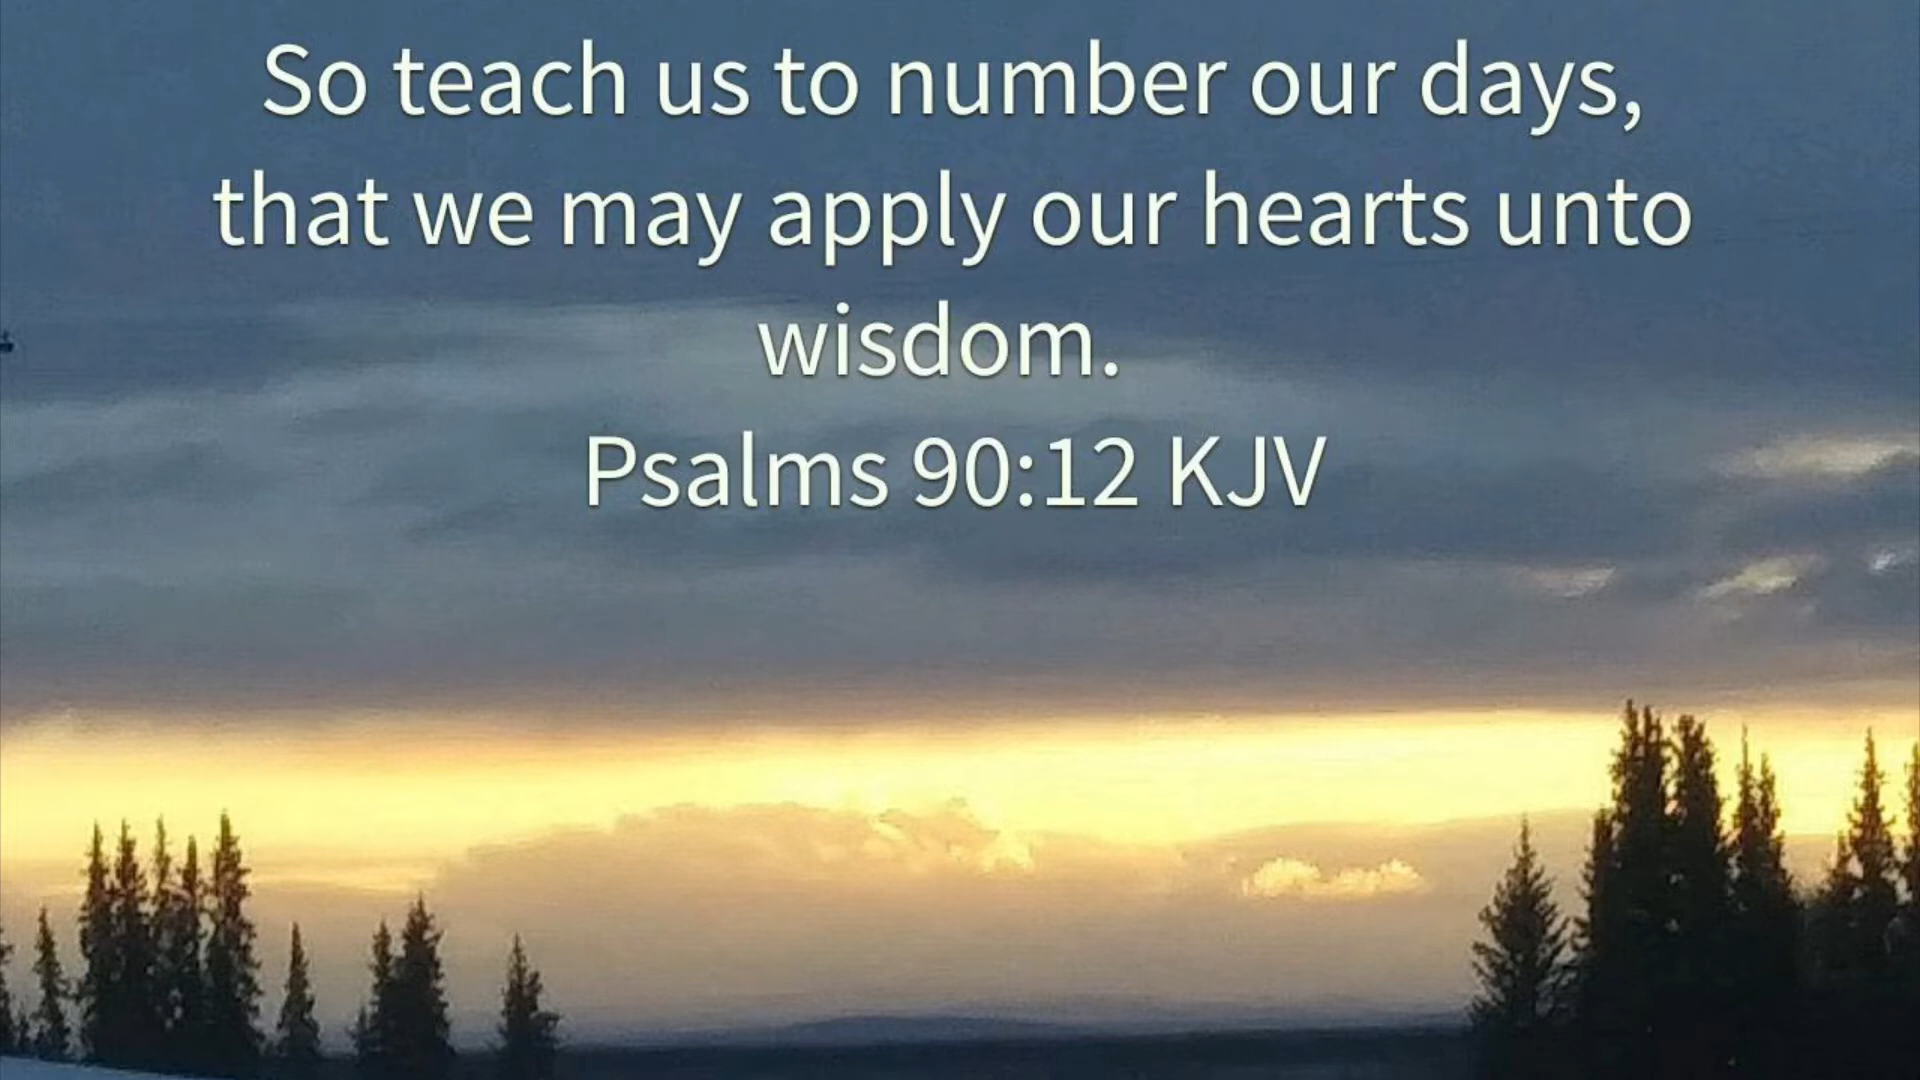 So teach us to number our days,
that we may apply our hearts unto
wisdom.
Psalms 90:12 KJV